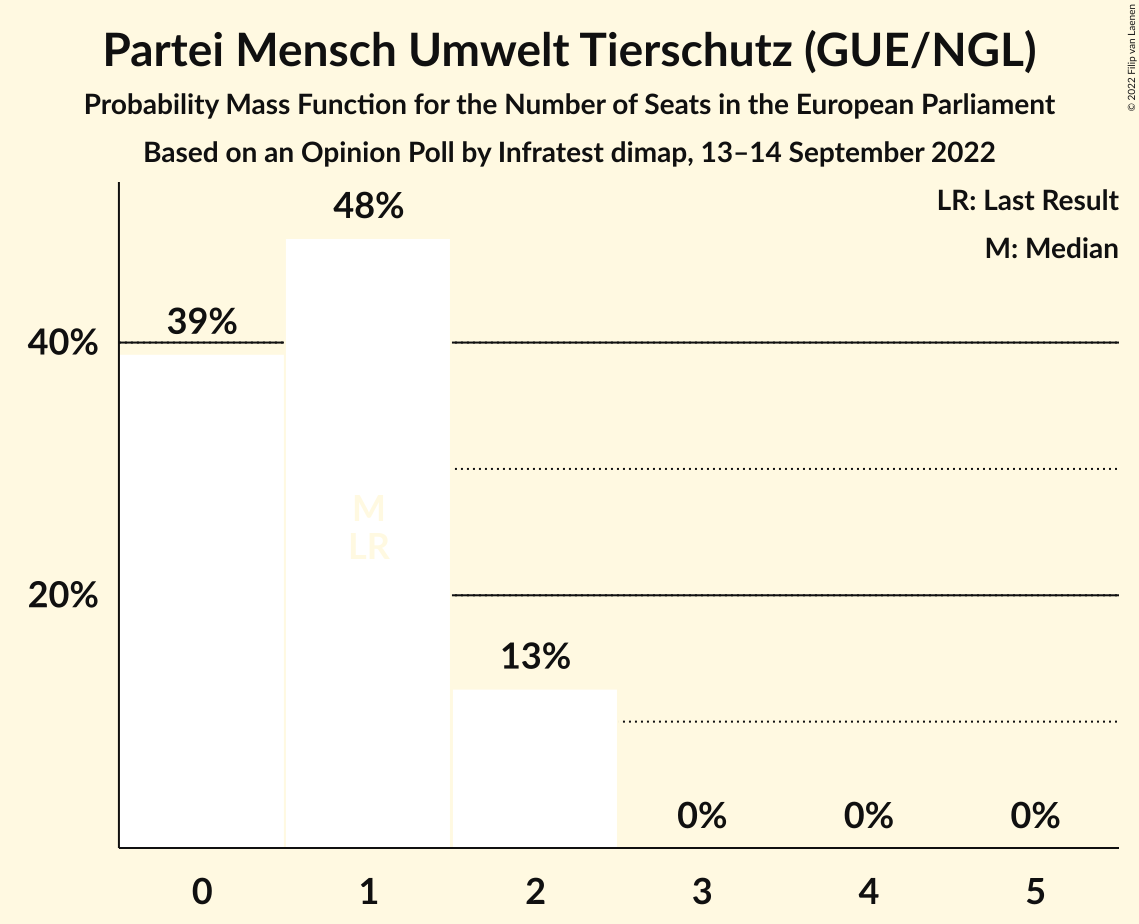 Partei Mensch Umwelt Tierschutz (GUE/NGL)
Probability Mass Function for the Number of Seats in the European Parliament
Based on an Opinion Poll by Infratest dimap, 13–14 September 2022
© 2022 Filip van Laenen
LR: Last Result
M: Median
48%
39%
40%
M
LR
20%
13%
0% 0% 0%
0 1 2 3 4 5